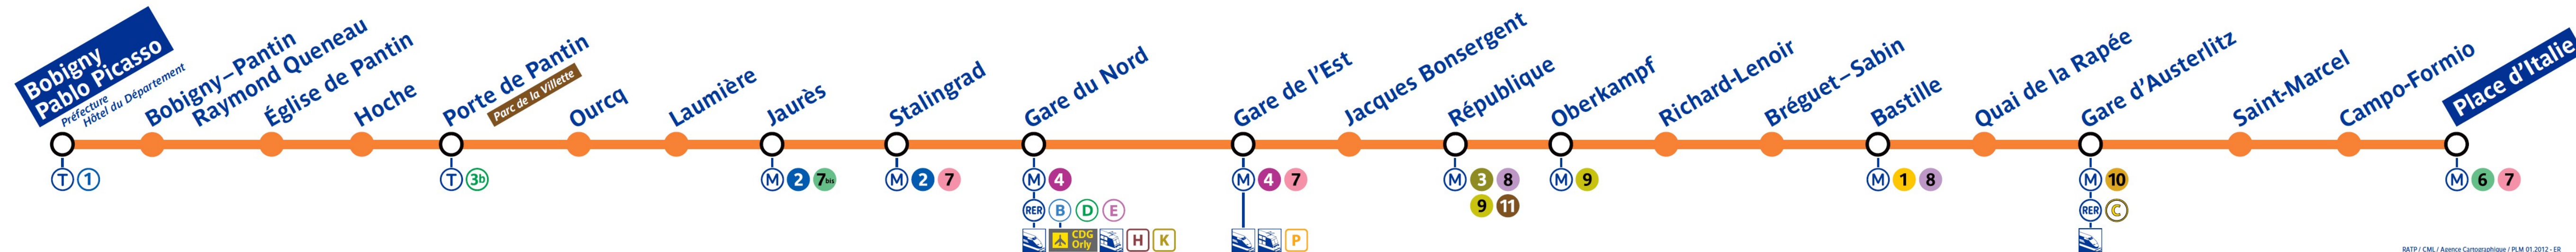 Bobigny
Pablo Picasso
Préfecture
Hôtel du Département
Bobigny–Pantin
Raymond Queneau
Église de Pantin
Hoche
Porte de Pantin
Parc de la Villette
Ourcq
Laumière
Jaurès
Stalingrad
Gare du Nord
Gare de l'Est
Jacques Bonsergent
République
Oberkampf
Richard-Lenoir
Bréguet–Sabin
Bastille
Quai de la Rapée
Gare d'Austerlitz
Saint-Marcel
Campo-Formio
Place d'Italie
T 1
T 3b
M 2 7bis
M 2 7
M 4
RER B D E
CDG
Orly
H K
M 4 7
P
M 3 8
9 11
M 9
M 1 8
M 10
RER C
M 6 7
RATP / CML / Agence Cartographique / PLM 01.2012 - ER